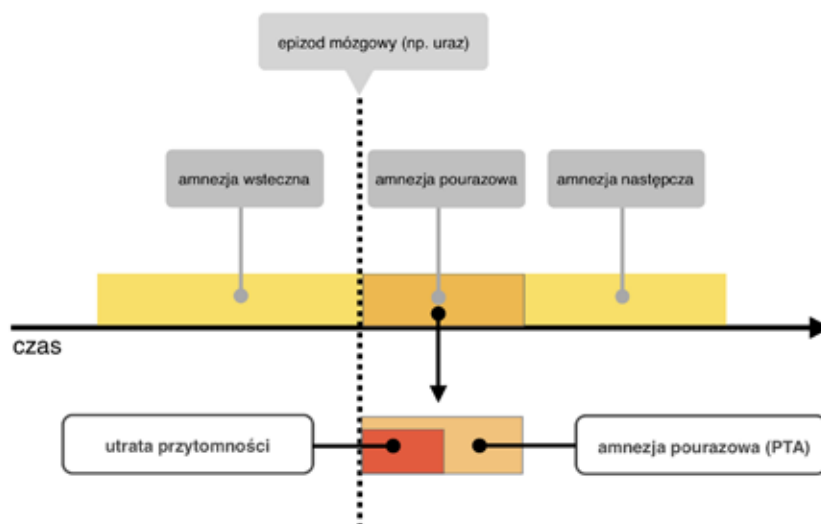 epizod mózgowy (np. uraz)
amnezja wsteczna
amnezja pourazowa
amnezja następcza
czas
utrata przytomności
amnezja pourazowa (PTA)